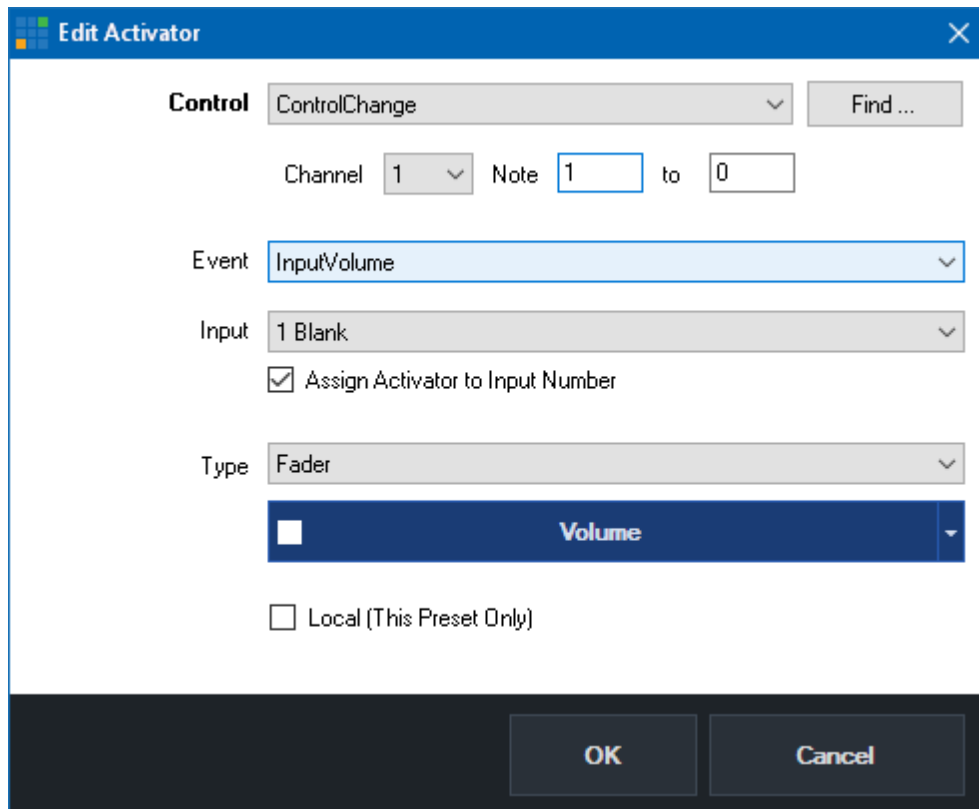 Edit Activator
Control ControlChange Find ...
Channel 1 Note 1 to 0
Event InputVolume
Input 1 Blank
Assign Activator to Input Number
Type Fader
Volume
Local (This Preset Only)
OK Cancel